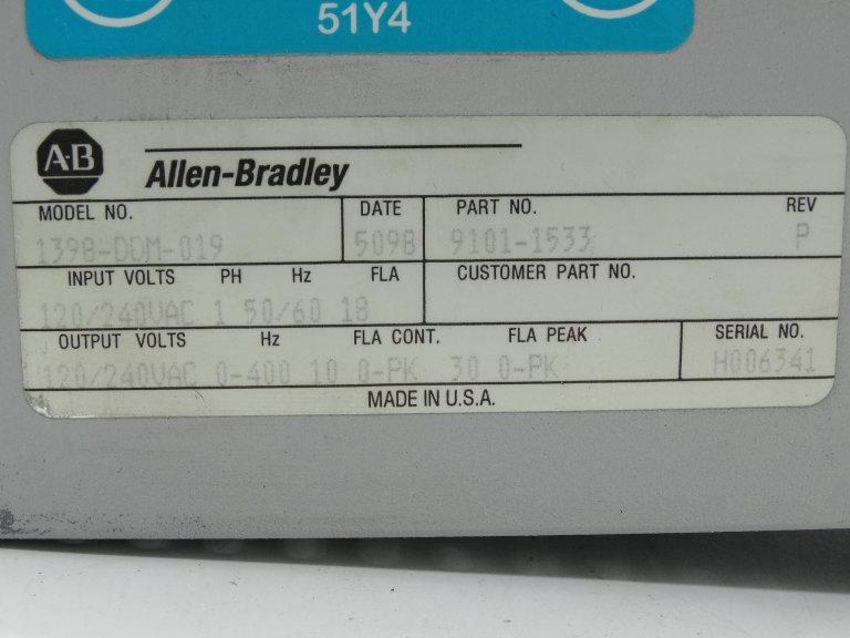 51Y4
A-B
Allen-Bradley
MODEL NO. DATE PART NO. REV
1398-DDM-019 5098 9101-1533 P
INPUT VOLTS PH Hz FLA CUSTOMER PART NO.
120/240VAC 1 50/60 18
OUTPUT VOLTS Hz FLA CONT. FLA PEAK SERIAL NO.
120/240VAC 0-400 10 0-PK 30 0-PK H006341
MADE IN U.S.A.